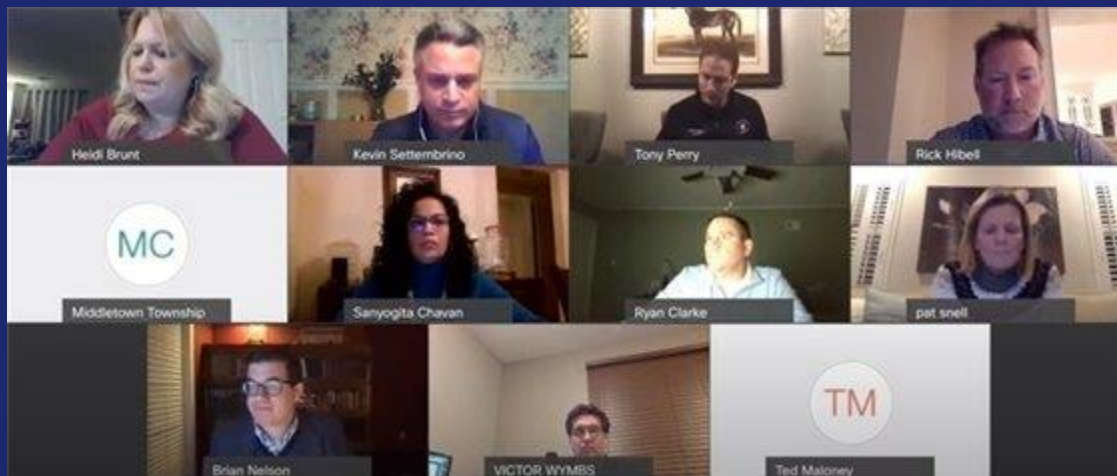 Heidi Brunt
Kevin Settembrino
Tony Perry
Rick Hibell
MC
Middletown Township
Sanyogita Chavan
Ryan Clarke
pat snell
Brian Nelson
VICTOR WYMBS
TM
Ted Maloney